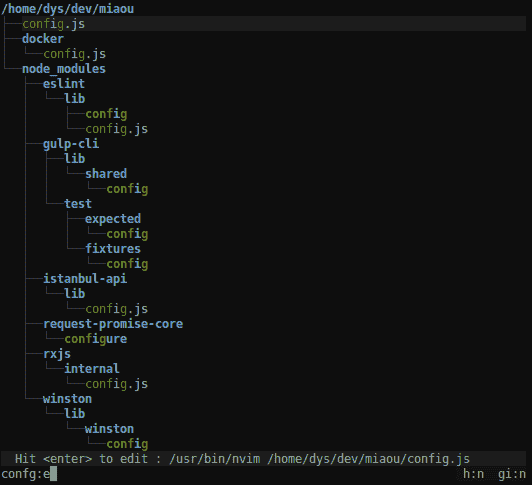 /home/dys/dev/miaou
config.js
docker
config.js
node_modules
eslint
lib
config
config.js
gulp-cli
lib
shared
config
test
expected
config
fixtures
config
istanbul-api
lib
config.js
request-promise-core
configure
rxjs
internal
config.js
winston
lib
winston
config
Hit <enter> to edit : /usr/bin/nvim /home/dys/dev/miaou/config.js
confg:e h:n gi:n